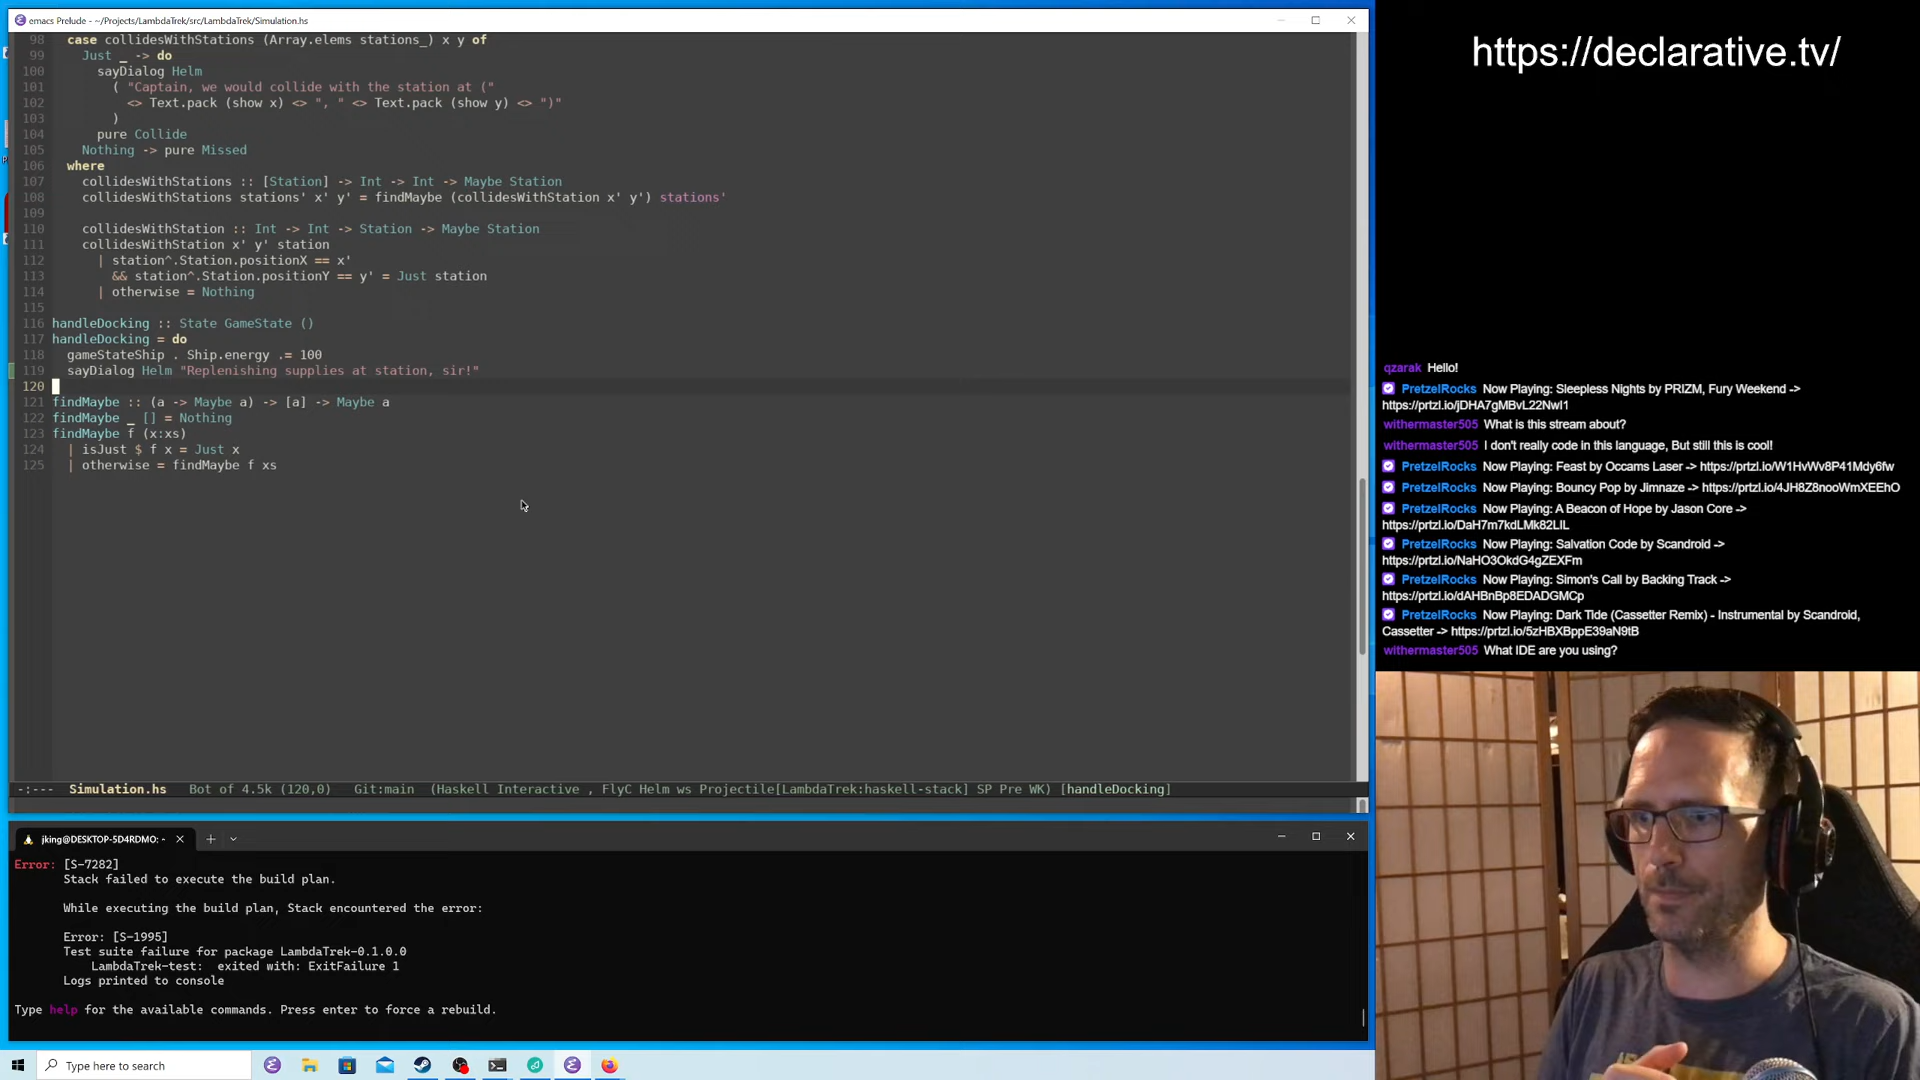 emacs Prelude - ~/Projects/LambdaTrek/src/LambdaTrek/Simulation.hs
98 case collidesWithStations (Array.elems stations_) x y of
99 Just _ -> do
100 sayDialog Helm
101 ( "Captain, we would collide with the station at ("
102 <> Text.pack (show x) <> ", " <> Text.pack (show y) <> ")"
103 )
104 pure Collide
105 Nothing -> pure Missed
106 where
107 collidesWithStations :: [Station] -> Int -> Int -> Maybe Station
108 collidesWithStations stations' x' y' = findMaybe (collidesWithStation x' y') stations'
109
110 collidesWithStation :: Int -> Int -> Station -> Maybe Station
111 collidesWithStation x' y' station
112 | station^.Station.positionX == x'
113 && station^.Station.positionY == y' = Just station
114 | otherwise = Nothing
115
116 handleDocking :: State GameState ()
117 handleDocking = do
118 gameStateShip . Ship.energy .= 100
119 sayDialog Helm "Replenishing supplies at station, sir!"
120
121 findMaybe :: (a -> Maybe a) -> [a] -> Maybe a
122 findMaybe _ [] = Nothing
123 findMaybe f (x:xs)
124 | isJust $ f x = Just x
125 | otherwise = findMaybe f xs
-:--- Simulation.hs Bot of 4.5k (120,0) Git:main (Haskell Interactive , FlyC Helm ws Projectile[LambdaTrek:haskell-stack] SP Pre WK) [handleDocking]
jking@DESKTOP-5D4RDMO: ~
Error: [S-7282]
Stack failed to execute the build plan.
While executing the build plan, Stack encountered the error:
Error: [S-1995]
Test suite failure for package LambdaTrek-0.1.0.0
LambdaTrek-test: exited with: ExitFailure 1
Logs printed to console
Type help for the available commands. Press enter to force a rebuild.
Type here to search
https://declarative.tv/
qzarak Hello!
PretzelRocks Now Playing: Sleepless Nights by PRIZM, Fury Weekend ->
https://prtzl.io/jDHA7gMBvL22Nwl1
withermaster505 What is this stream about?
withermaster505 I don't really code in this language, But still this is cool!
PretzelRocks Now Playing: Feast by Occams Laser -> https://prtzl.io/W1HvWv8P41Mdy6fw
PretzelRocks Now Playing: Bouncy Pop by Jimnaze -> https://prtzl.io/4JH8Z8nooWmXEEhO
PretzelRocks Now Playing: A Beacon of Hope by Jason Core ->
https://prtzl.io/DaH7m7kdLMk82LlL
PretzelRocks Now Playing: Salvation Code by Scandroid ->
https://prtzl.io/NaHO3OkdG4gZEXFm
PretzelRocks Now Playing: Simon's Call by Backing Track ->
https://prtzl.io/dAHBnBp8EDADGMCp
PretzelRocks Now Playing: Dark Tide (Cassetter Remix) - Instrumental by Scandroid,
Cassetter -> https://prtzl.io/5zHBXBppE39aN9tB
withermaster505 What IDE are you using?